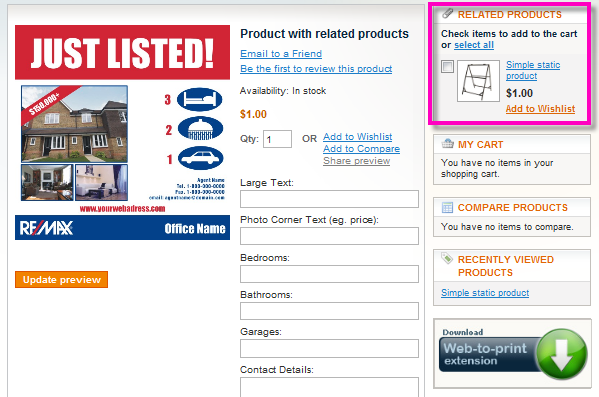 JUST LISTED!
$150,000+
3
2
1
Agent Name
Tel. 1-800-000-0000
Fax. 1-800-000-0000
email: agentname@domain.com
www.yourwebadress.com
RE/MAX
Office Name
Update preview
Product with related products
Email to a Friend
Be the first to review this product
Availability: In stock
$1.00
Qty: 1 OR Add to Wishlist
Add to Compare
Share preview
Large Text:
Photo Corner Text (eg. price):
Bedrooms:
Bathrooms:
Garages:
Contact Details:
RELATED PRODUCTS
Check items to add to the cart
or select all
Simple static
product
$1.00
Add to Wishlist
MY CART
You have no items in your
shopping cart.
COMPARE PRODUCTS
You have no items to compare.
RECENTLY VIEWED
PRODUCTS
Simple static product
Download
Web-to-print
extension